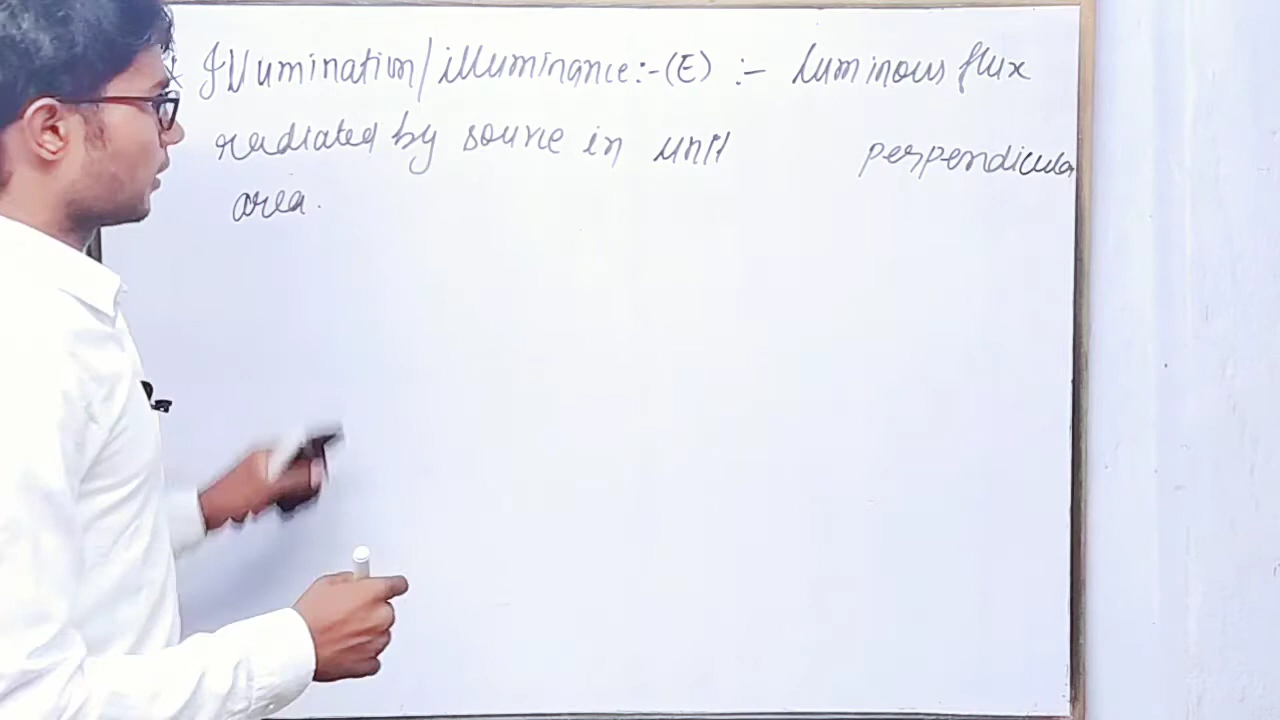 * Illumination/illuminance:-(E) :- Luminous flux
radiated by source in unit perpendicular
area.